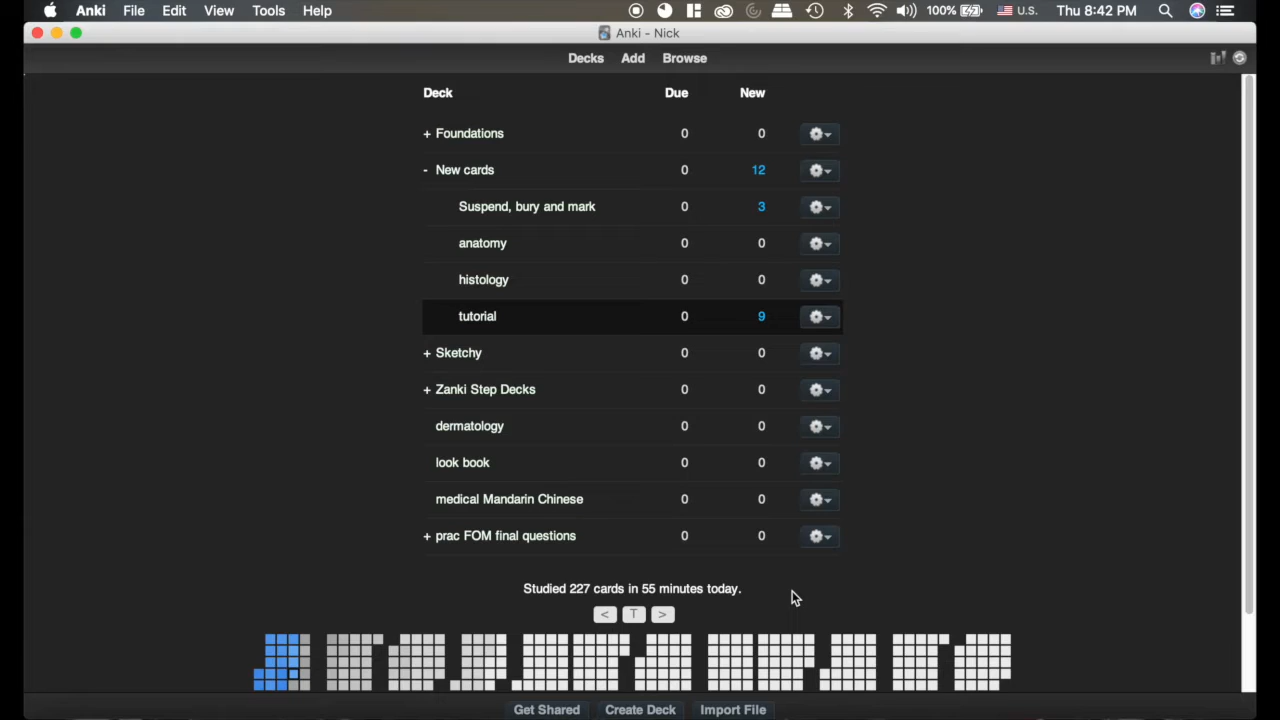 Anki File Edit View Tools Help 100% U.S. Thu 8:42 PM
Anki - Nick
Decks Add Browse
Deck Due New
+ Foundations 0 0
- New cards 0 12
Suspend, bury and mark 0 3
anatomy 0 0
histology 0 0
tutorial 0 9
+ Sketchy 0 0
+ Zanki Step Decks 0 0
dermatology 0 0
look book 0 0
medical Mandarin Chinese 0 0
+ prac FOM final questions 0 0
Studied 227 cards in 55 minutes today.
< T >
Get Shared Create Deck Import File